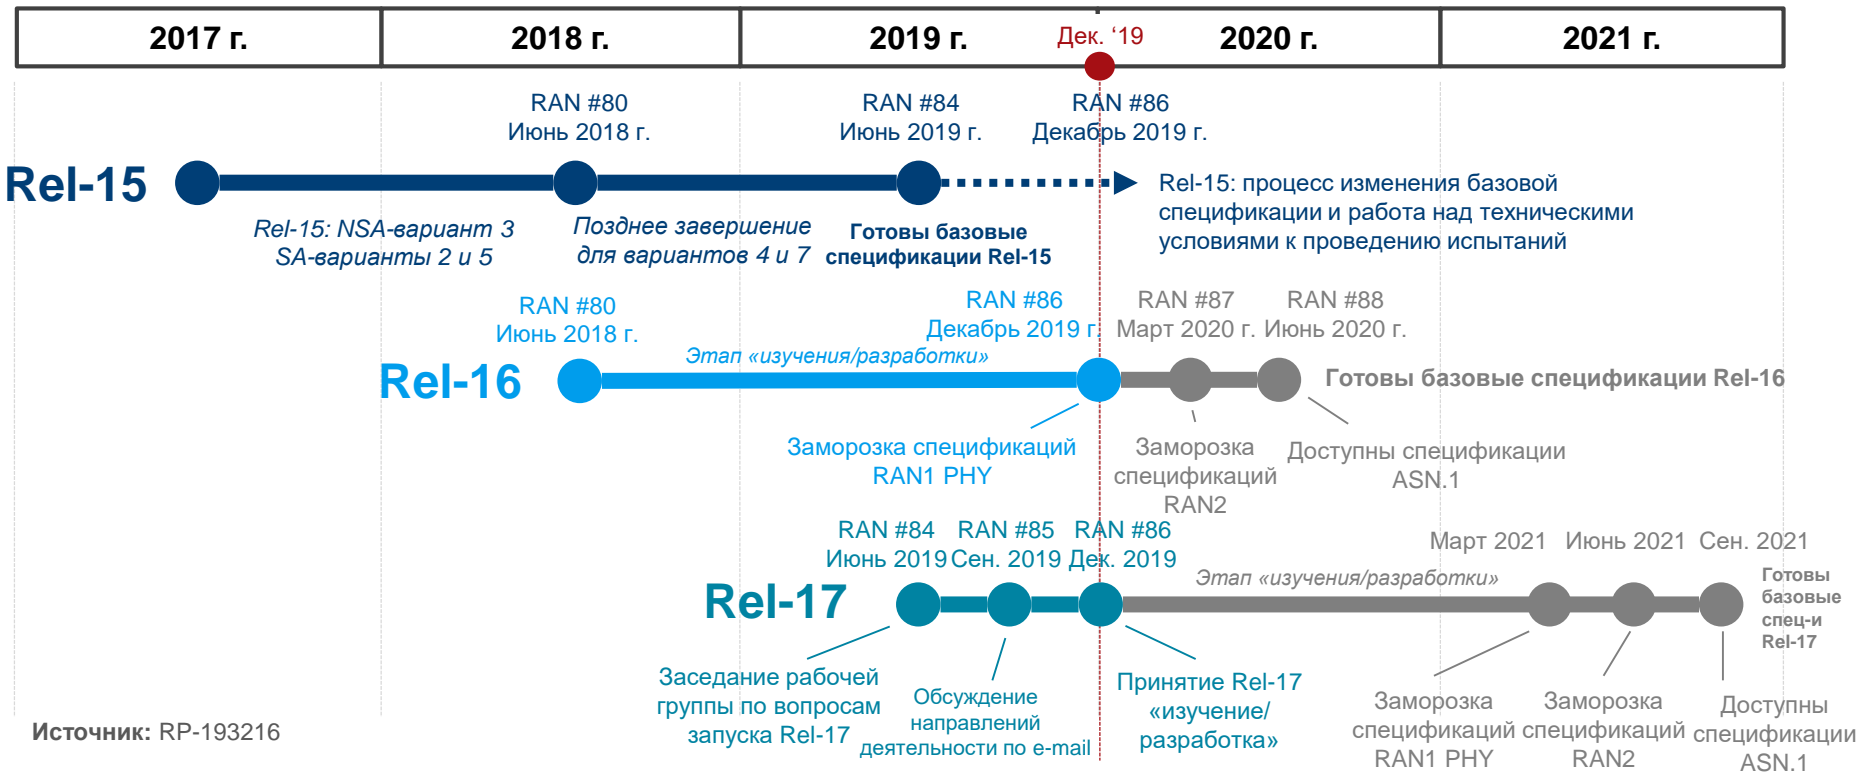 2017 г.
2018 г.
2019 г.
Дек. ‘19
2020 г.
2021 г.
RAN #80
Июнь 2018 г.
RAN #84
Июнь 2019 г.
RAN #86
Декабрь 2019 г.
Rel-15
Rel-15: NSA-вариант 3
SA-варианты 2 и 5
Позднее завершение
для вариантов 4 и 7
Готовы базовые
спецификации Rel-15
Rel-15: процесс изменения базовой
спецификации и работа над техническими
условиями к проведению испытаний
RAN #80
Июнь 2018 г.
RAN #86
Декабрь 2019 г.
RAN #87
Март 2020 г.
RAN #88
Июнь 2020 г.
Rel-16
Этап «изучения/разработки»
Готовы базовые спецификации Rel-16
Заморозка спецификаций
RAN1 PHY
Заморозка
спецификаций
RAN2
Доступны спецификации
ASN.1
RAN #84
Июнь 2019
RAN #85
Сен. 2019
RAN #86
Дек. 2019
Март 2021
Июнь 2021
Сен. 2021
Rel-17
Этап «изучения/разработки»
Готовы
базовые
спец-и
Rel-17
Заседание рабочей
группы по вопросам
запуска Rel-17
Обсуждение
направлений
деятельности по e-mail
Принятие Rel-17
«изучение/
разработка»
Заморозка
спецификаций
RAN1 PHY
Заморозка
спецификаций
RAN2
Доступны
спецификации
ASN.1
Источник: RP-193216